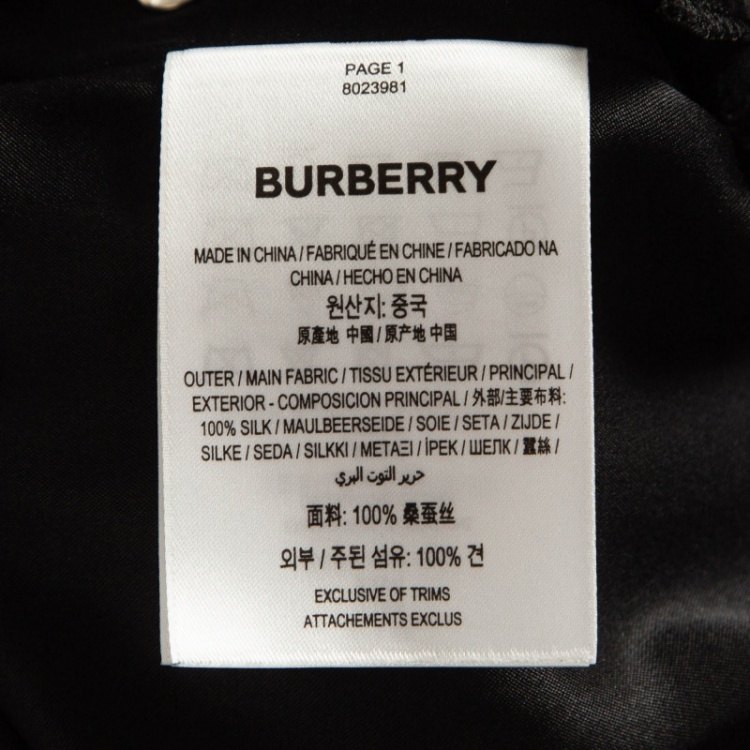 PAGE 1
8023981
BURBERRY
MADE IN CHINA / FABRIQUÉ EN CHINE / FABRICADO NA
CHINA / HECHO EN CHINA
원산지: 중국
原產地 中國 / 原产地 中国
OUTER / MAIN FABRIC / TISSU EXTÉRIEUR / PRINCIPAL /
EXTERIOR - COMPOSICION PRINCIPAL / 外部/主要布料:
100% SILK / MAULBEERSEIDE / SOIE / SETA / ZIJDE /
SILKE / SEDA / SILKKI / ΜΕΤΑΞΙ / İPEK / ШЕЛК / 蠶絲 /
حرير التوت البري
面料: 100% 桑蚕丝
외부 / 주된 섬유: 100% 견
EXCLUSIVE OF TRIMS
ATTACHEMENTS EXCLUS